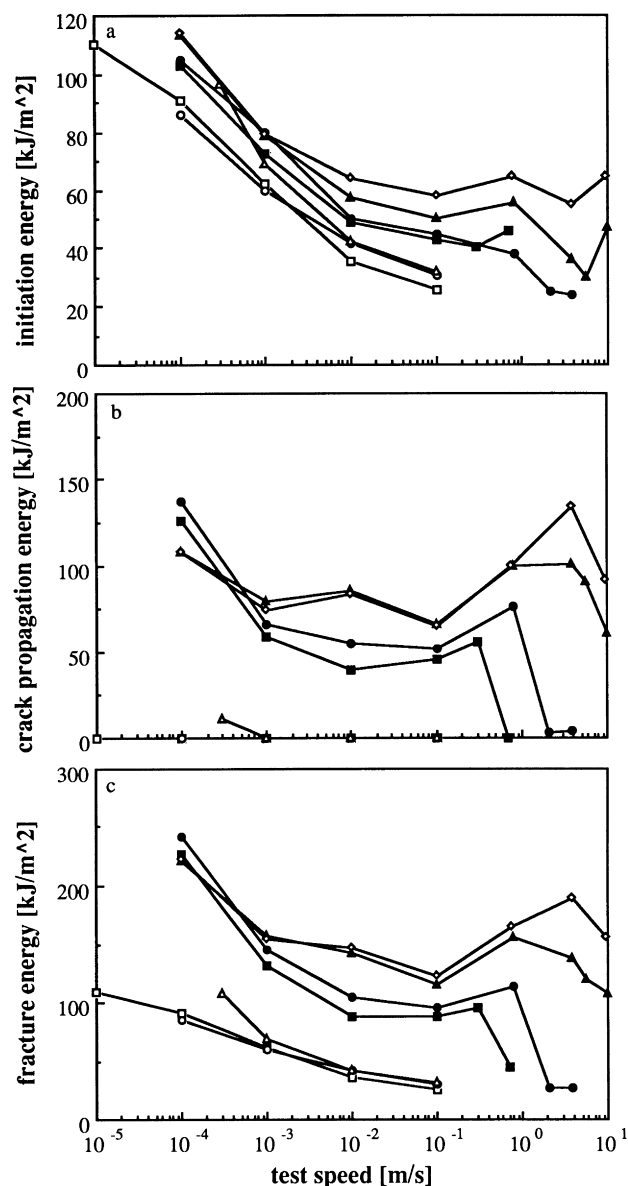 a
120
100
80
60
40
20
0
initiation energy [kJ/m^2]
b
200
150
100
50
0
crack propagation energy [kJ/m^2]
c
300
200
100
0
fracture energy [kJ/m^2]
10^-5 10^-4 10^-3 10^-2 10^-1 10^0 10^1
test speed [m/s]